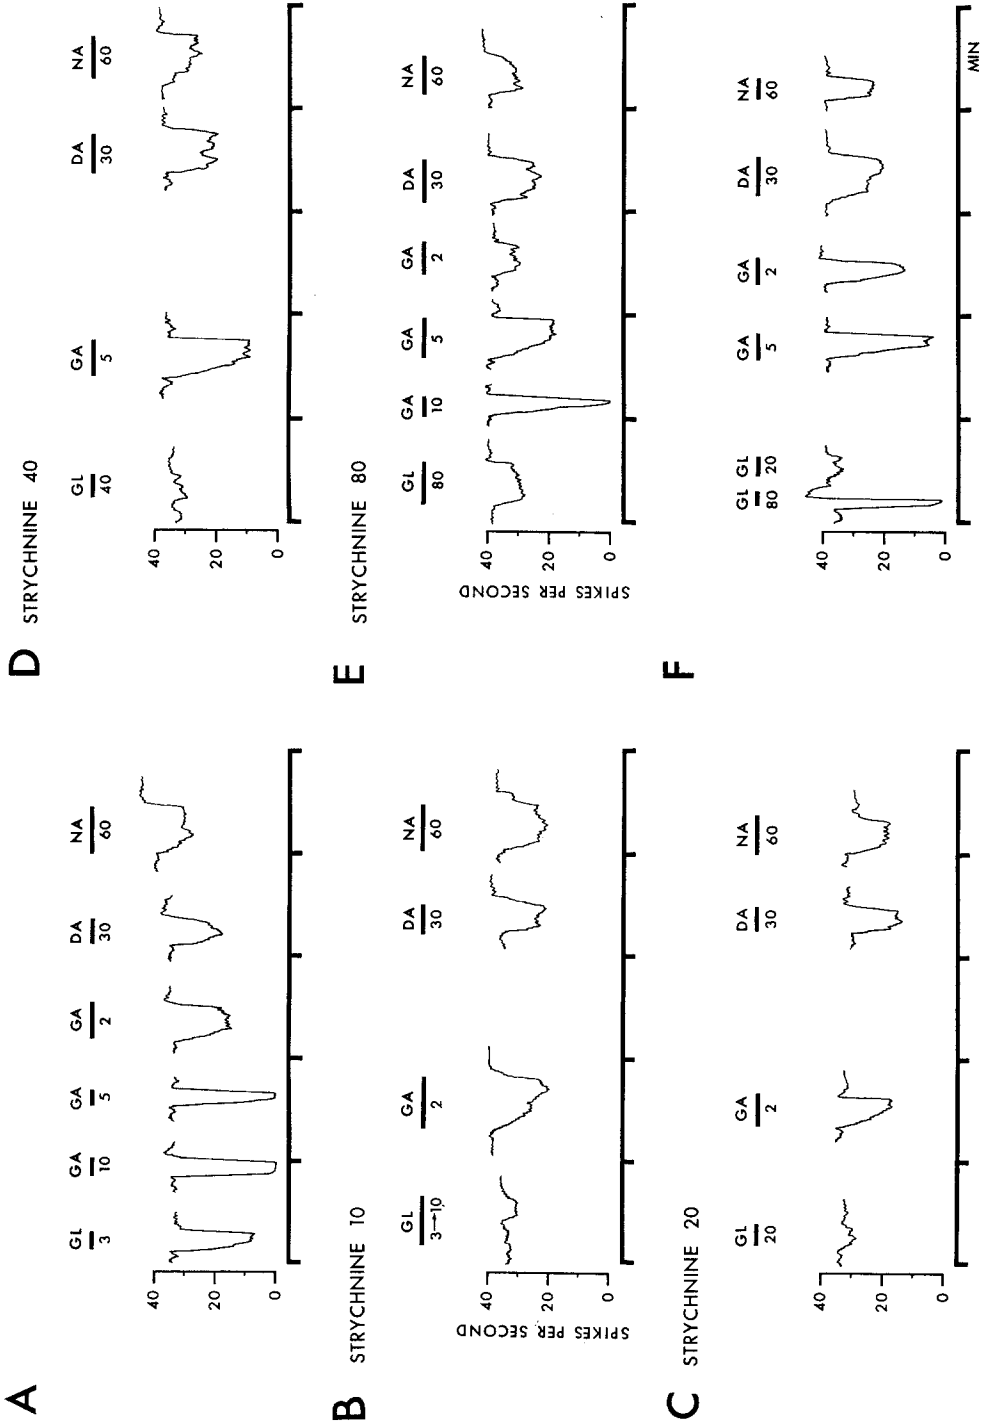 A
GL GA GA GA DA NA
3 10 5 2 30 60
40
20
0
B
STRYCHNINE 10
GL GA DA NA
3→10 2 30 60
40
20
0
SPIKES PER SECOND
C
STRYCHNINE 20
GL GA DA NA
20 2 30 60
40
20
0
D
STRYCHNINE 40
GL GA DA NA
40 5 30 60
40
20
0
E
STRYCHNINE 80
GL GA GA GA DA NA
80 10 5 2 30 60
40
20
0
SPIKES PER SECOND
F
GL GL GA GA DA NA
80 20 5 2 30 60
40
20
0
MIN